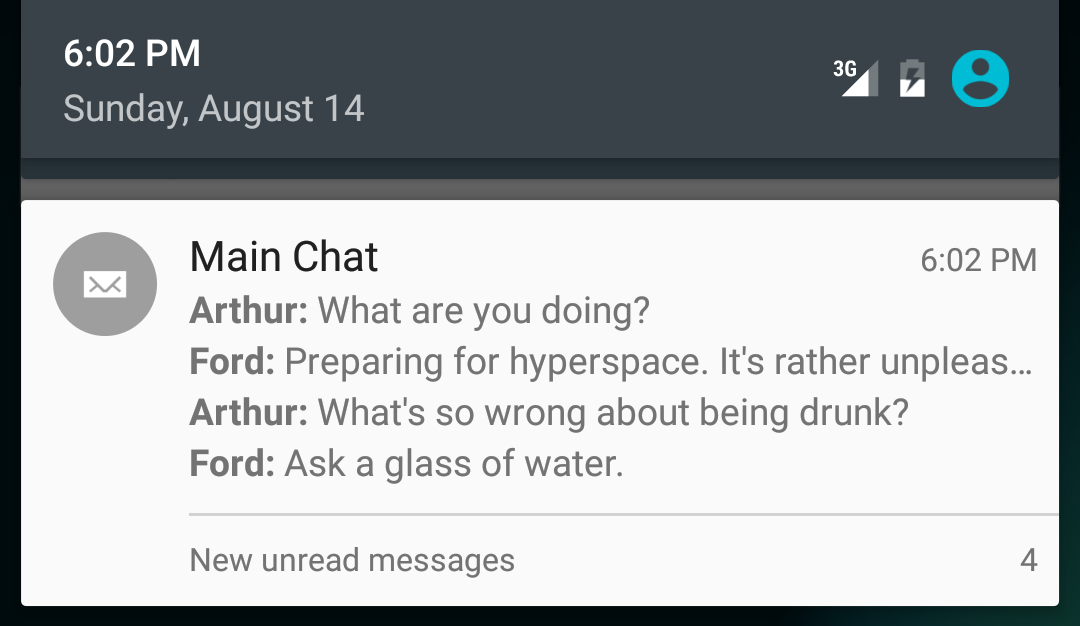 6:02 PM
3G
Sunday, August 14
Main Chat
6:02 PM
Arthur: What are you doing?
Ford: Preparing for hyperspace. It's rather unpleas...
Arthur: What's so wrong about being drunk?
Ford: Ask a glass of water.
New unread messages
4